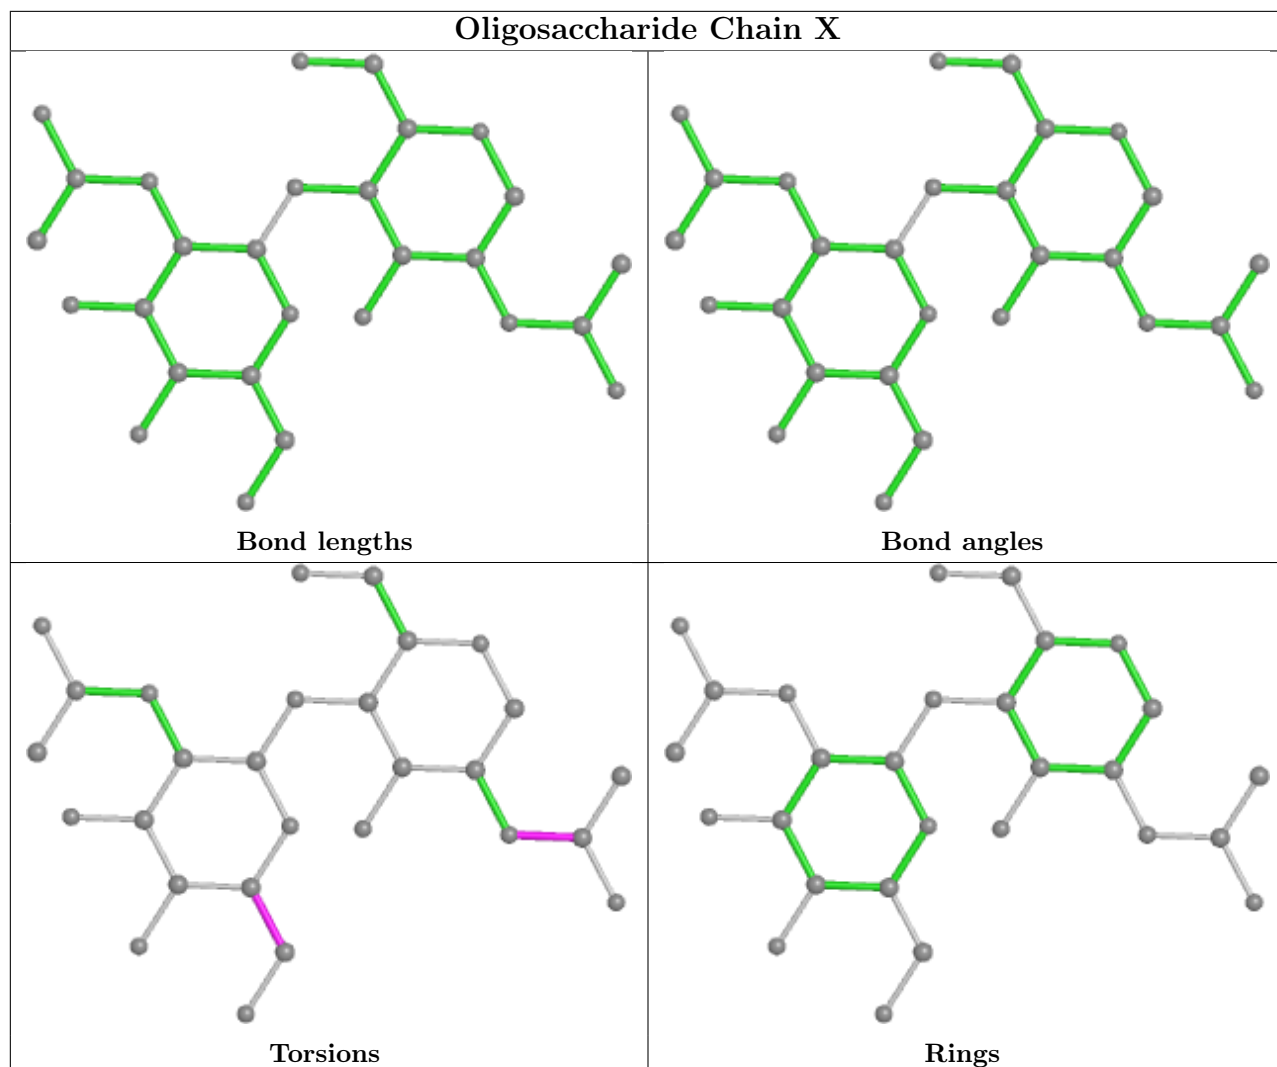 Oligosaccharide Chain X
Bond lengths
Bond angles
Torsions
Rings